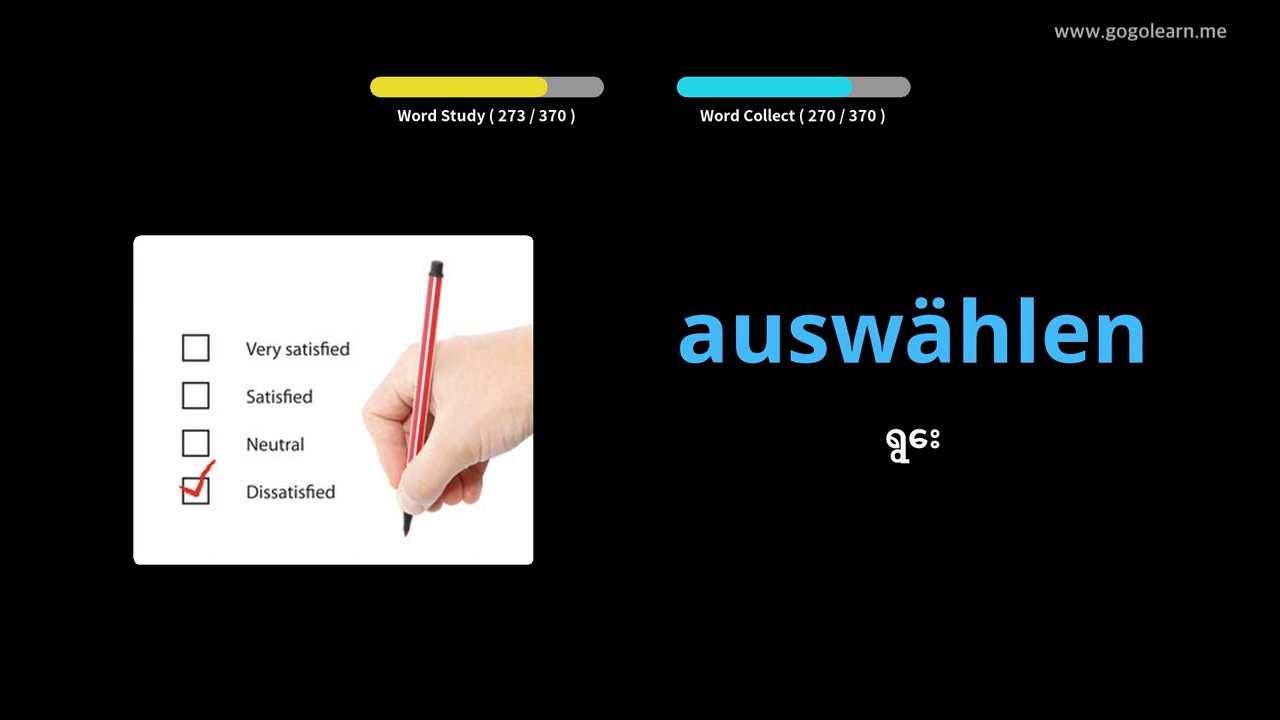 www.gogolearn.me
Word Study ( 273 / 370 )
Word Collect ( 270 / 370 )
Very satisfied
Satisfied
Neutral
Dissatisfied
auswählen
ရွေး